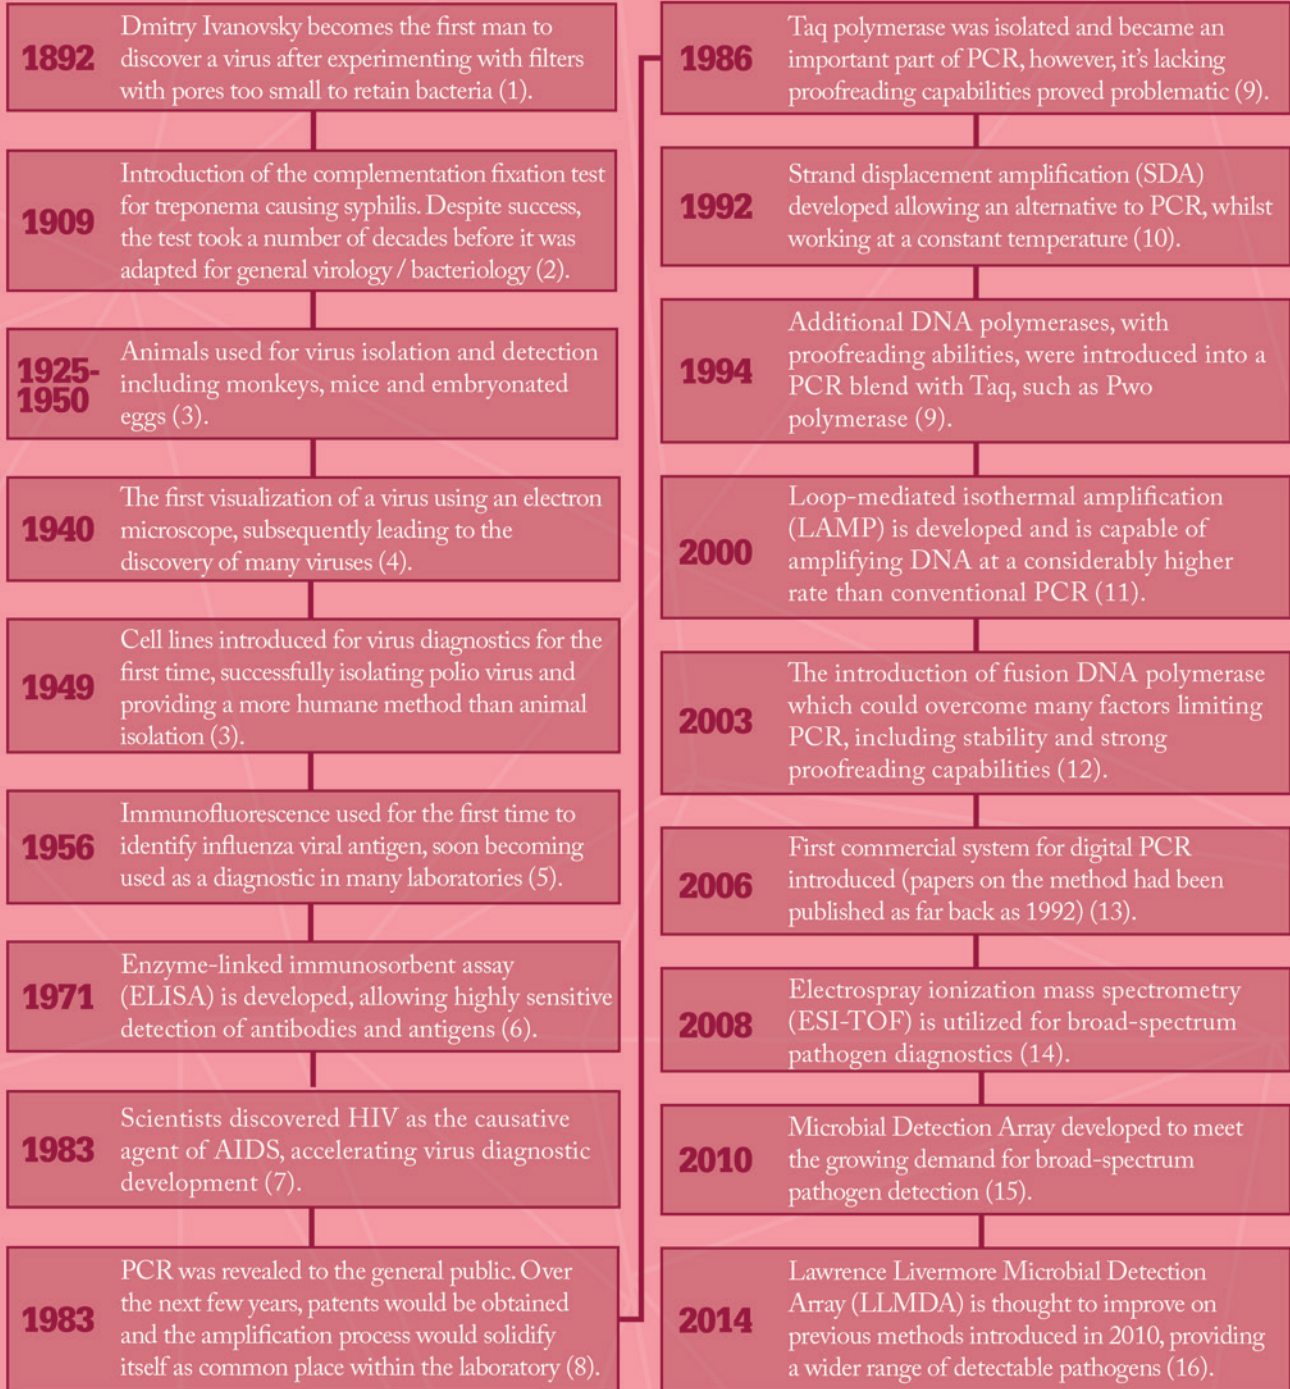 1892
Dmitry Ivanovsky becomes the first man to
discover a virus after experimenting with filters
with pores too small to retain bacteria (1).
1909
Introduction of the complementation fixation test
for treponema causing syphilis. Despite success,
the test took a number of decades before it was
adapted for general virology / bacteriology (2).
1925-
1950
Animals used for virus isolation and detection
including monkeys, mice and embryonated
eggs (3).
1940
The first visualization of a virus using an electron
microscope, subsequently leading to the
discovery of many viruses (4).
1949
Cell lines introduced for virus diagnostics for the
first time, successfully isolating polio virus and
providing a more humane method than animal
isolation (3).
1956
Immunofluorescence used for the first time to
identify influenza viral antigen, soon becoming
used as a diagnostic in many laboratories (5).
1971
Enzyme-linked immunosorbent assay
(ELISA) is developed, allowing highly sensitive
detection of antibodies and antigens (6).
1983
Scientists discovered HIV as the causative
agent of AIDS, accelerating virus diagnostic
development (7).
1983
PCR was revealed to the general public. Over
the next few years, patents would be obtained
and the amplification process would solidify
itself as common place within the laboratory (8).
1986
Taq polymerase was isolated and became an
important part of PCR, however, it's lacking
proofreading capabilities proved problematic (9).
1992
Strand displacement amplification (SDA)
developed allowing an alternative to PCR, whilst
working at a constant temperature (10).
1994
Additional DNA polymerases, with
proofreading abilities, were introduced into a
PCR blend with Taq, such as Pwo
polymerase (9).
2000
Loop-mediated isothermal amplification
(LAMP) is developed and is capable of
amplifying DNA at a considerably higher
rate than conventional PCR (11).
2003
The introduction of fusion DNA polymerase
which could overcome many factors limiting
PCR, including stability and strong
proofreading capabilities (12).
2006
First commercial system for digital PCR
introduced (papers on the method had been
published as far back as 1992) (13).
2008
Electrospray ionization mass spectrometry
(ESI-TOF) is utilized for broad-spectrum
pathogen diagnostics (14).
2010
Microbial Detection Array developed to meet
the growing demand for broad-spectrum
pathogen detection (15).
2014
Lawrence Livermore Microbial Detection
Array (LLMDA) is thought to improve on
previous methods introduced in 2010, providing
a wider range of detectable pathogens (16).